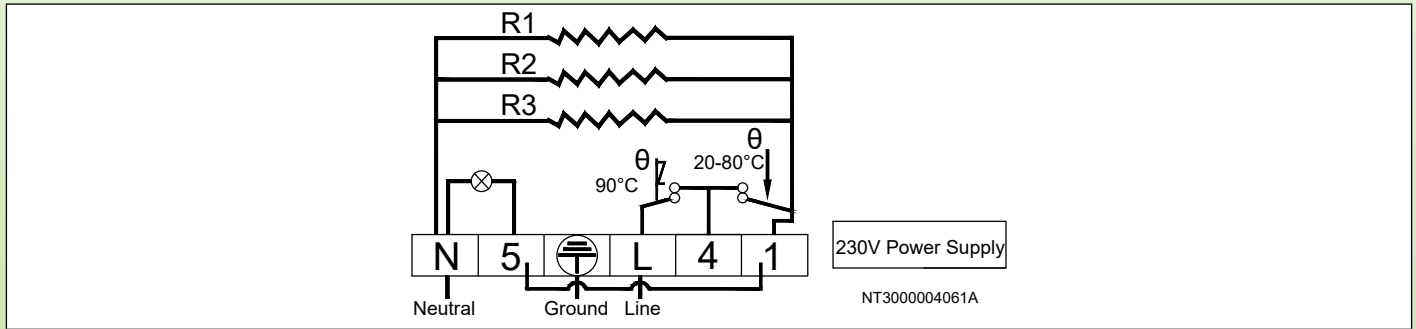 R1
R2
R3
θ
20-80°C
θ
90°C
N 5 L 4 1
230V Power Supply
Neutral Ground Line
NT3000004061A